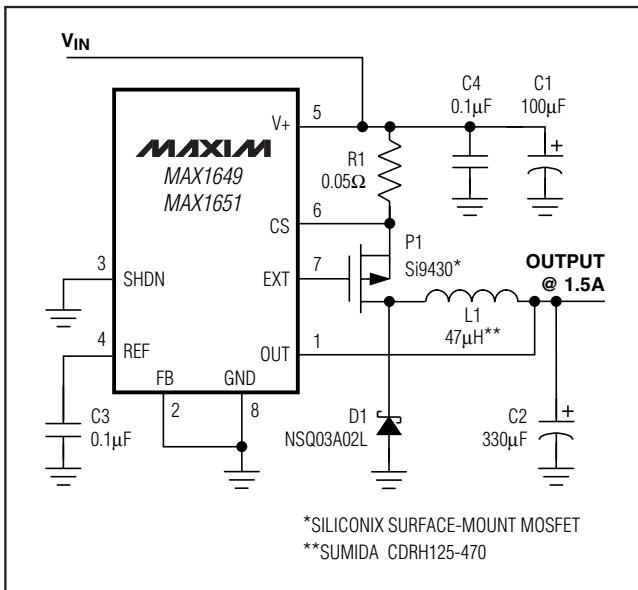 VIN
MAXIM
MAX1649
MAX1651
V+
5
CS
6
EXT
7
OUT
1
3
SHDN
4
REF
FB
2
GND
8
R1
0.05Ω
C4
0.1µF
C1
100µF
+
P1
Si9430*
OUTPUT
@ 1.5A
L1
47µH**
D1
NSQ03A02L
C2
330µF
+
C3
0.1µF
*SILICONIX SURFACE-MOUNT MOSFET
**SUMIDA CDRH125-470